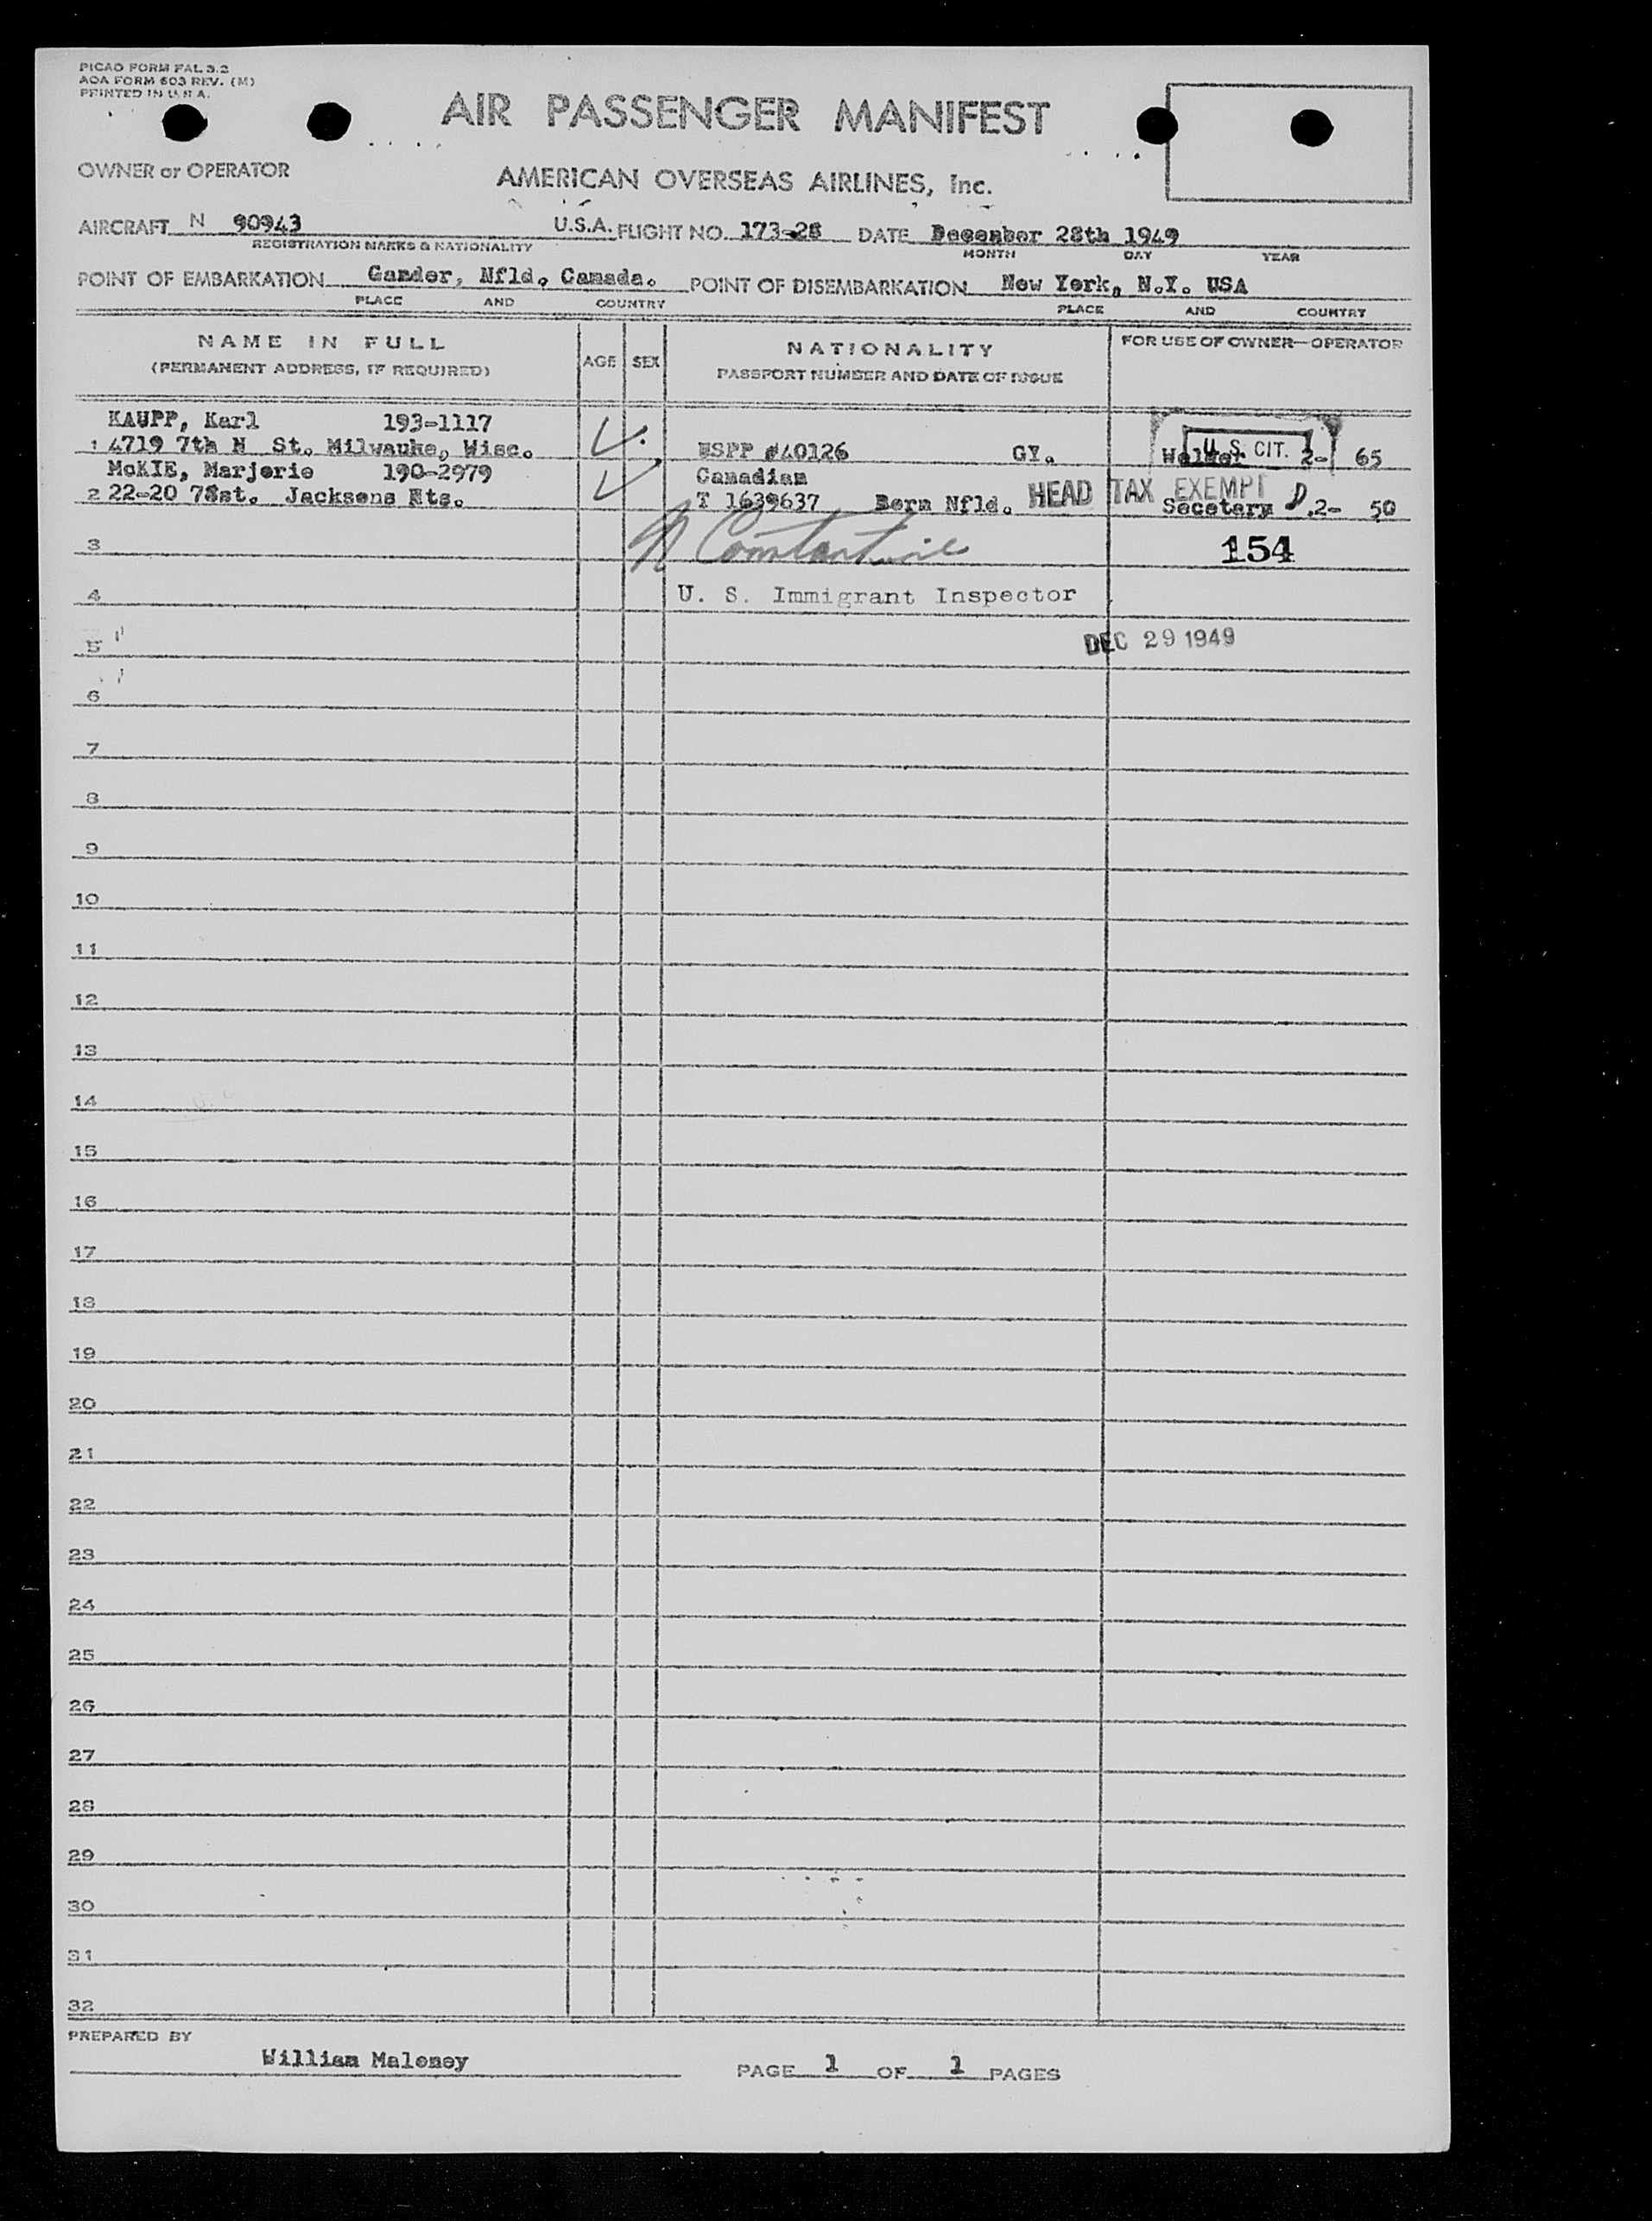 PICAO FORM FAL 3.2
AOA FORM 603 REV. (M)
PRINTED IN U.S.A.
AIR PASSENGER MANIFEST
OWNER or OPERATOR
AMERICAN OVERSEAS AIRLINES, Inc.
AIRCRAFT N 90943 U.S.A. FLIGHT NO. 173-28 DATE December 28th 1949
REGISTRATION MARKS & NATIONALITY MONTH DAY YEAR
POINT OF EMBARKATION Gander, Nfld. Canada. POINT OF DISEMBARKATION New York, N.Y. USA
PLACE AND COUNTRY PLACE AND COUNTRY
NAME IN FULL
(PERMANENT ADDRESS, IF REQUIRED)
AGE SEX
NATIONALITY
PASSPORT NUMBER AND DATE OF ISSUE
FOR USE OF OWNER—OPERATOR
KAUPP, Karl 193-1117
1 4719 7th N St. Milwauke, Wisc. USPP #40126 GY. U. S. CIT. 2- 65
McKIE, Marjorie 190-2979 Canadian
2 22-20 78st. Jacksons Hts. T 1639637 Born Nfld. HEAD TAX EXEMPT Secetary 2- 50
3 N Constantine 154
4 U. S. Immigrant Inspector
DEC 29 1949
5
6
7
8
9
10
11
12
13
14
15
16
17
18
19
20
21
22
23
24
25
26
27
28
29
30
31
32
PREPARED BY
William Maloney PAGE 1 OF 1 PAGES